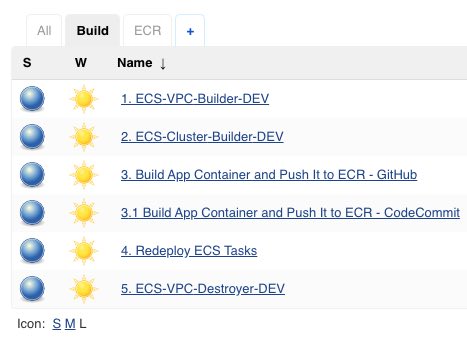 All Build ECR +
S W Name ↓
1. ECS-VPC-Builder-DEV
2. ECS-Cluster-Builder-DEV
3. Build App Container and Push It to ECR - GitHub
3.1 Build App Container and Push It to ECR - CodeCommit
4. Redeploy ECS Tasks
5. ECS-VPC-Destroyer-DEV
Icon: S M L